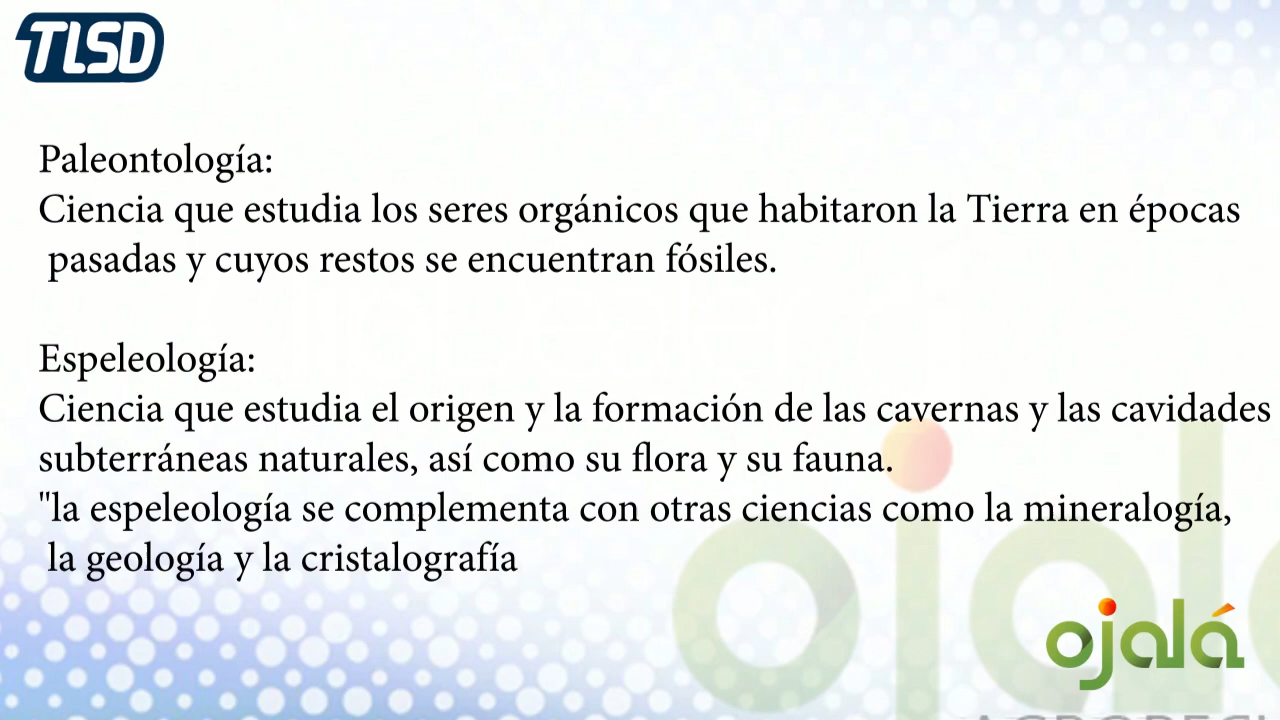 TLSD
Paleontología:
Ciencia que estudia los seres orgánicos que habitaron la Tierra en épocas
pasadas y cuyos restos se encuentran fósiles.
Espeleología:
Ciencia que estudia el origen y la formación de las cavernas y las cavidades
subterráneas naturales, así como su flora y su fauna.
"la espeleología se complementa con otras ciencias como la mineralogía,
la geología y la cristalografía
ojalá
ojalá